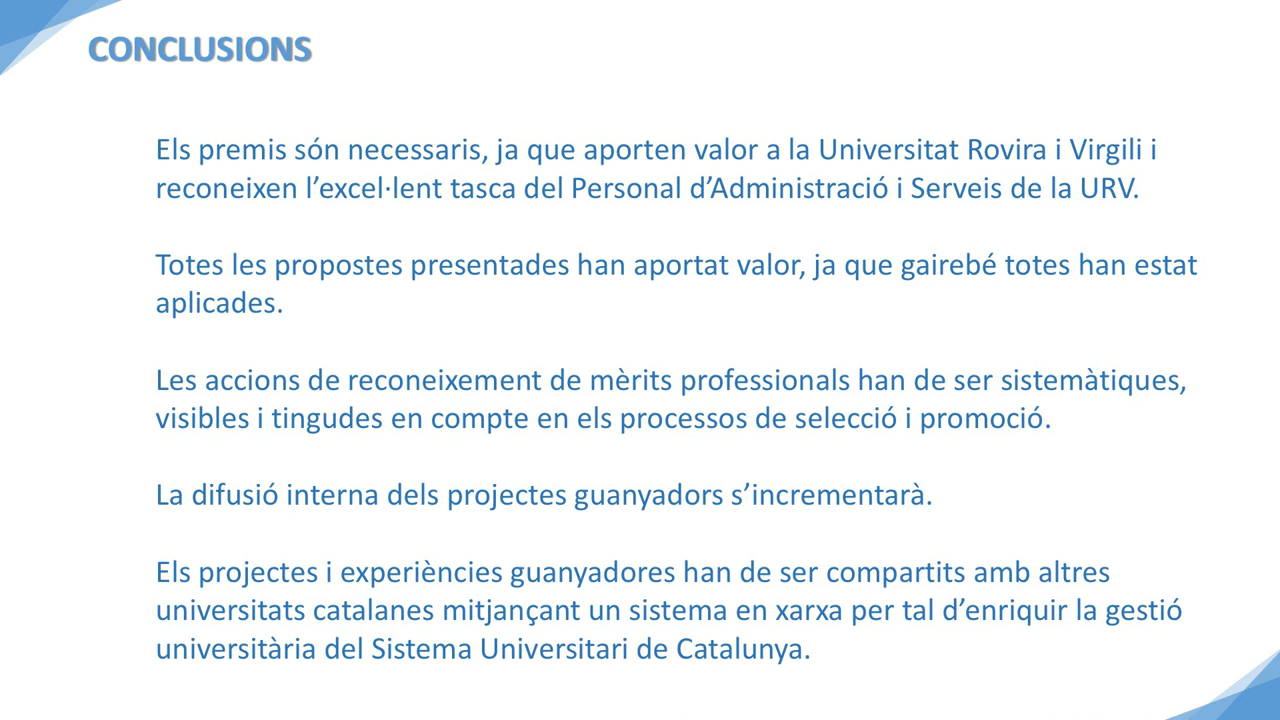 CONCLUSIONS
Els premis són necessaris, ja que aporten valor a la Universitat Rovira i Virgili i
reconeixen l’excel·lent tasca del Personal d’Administració i Serveis de la URV.
Totes les propostes presentades han aportat valor, ja que gairebé totes han estat
aplicades.
Les accions de reconeixement de mèrits professionals han de ser sistemàtiques,
visibles i tingudes en compte en els processos de selecció i promoció.
La difusió interna dels projectes guanyadors s’incrementarà.
Els projectes i experiències guanyadores han de ser compartits amb altres
universitats catalanes mitjançant un sistema en xarxa per tal d’enriquir la gestió
universitària del Sistema Universitari de Catalunya.